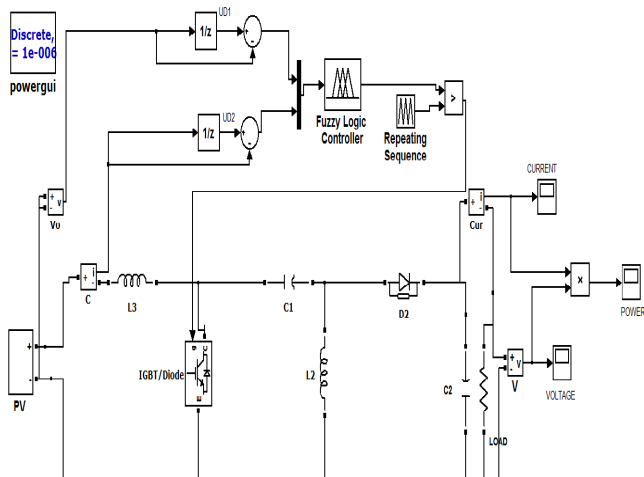 Discrete,
= 1e-006
powergui
UD1
1/z
+
-
UD2
1/z
+
-
Fuzzy Logic
Controller
Repeating
Sequence
>
CURRENT
+ i
-
Cur
+ v
-
Vo
+ i
-
C
L3
C1
D2
×
POWER
PV
+
-
IGBT/Diode
g
C
E
L2
C2
LOAD
+ v
-
V
VOLTAGE